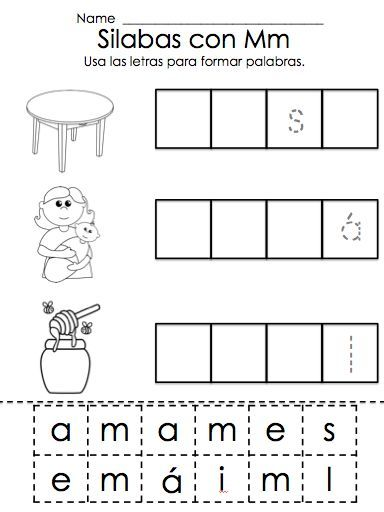 Name
Silabas con Mm
Usa las letras para formar palabras.
s
á
l
a m a m e s
e m á i m l